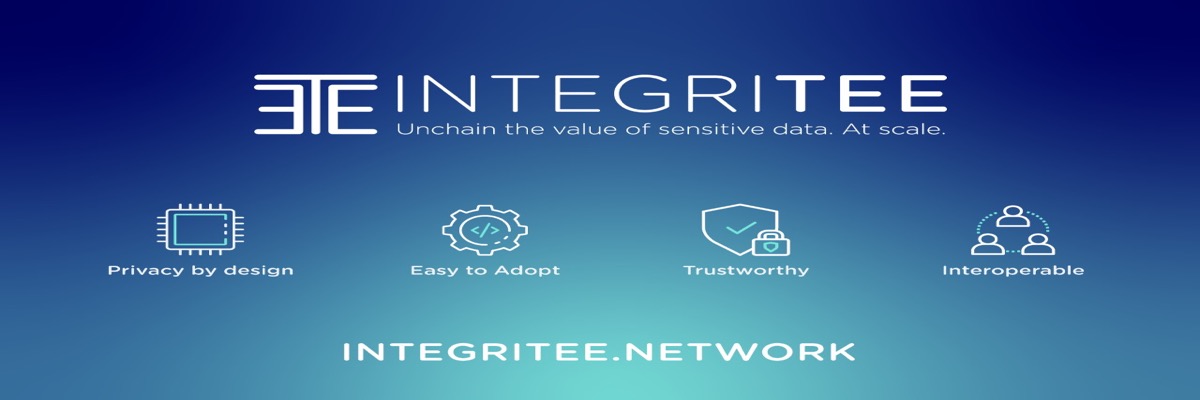 INTEGRITEE
Unchain the value of sensitive data. At scale.
Privacy by design
Easy to Adopt
Trustworthy
Interoperable
INTEGRITEE.NETWORK